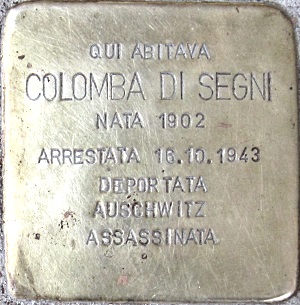 QUI ABITAVA
COLOMBA DI SEGNI
NATA 1902
ARRESTATA 16.10.1943
DEPORTATA
AUSCHWITZ
ASSASSINATA